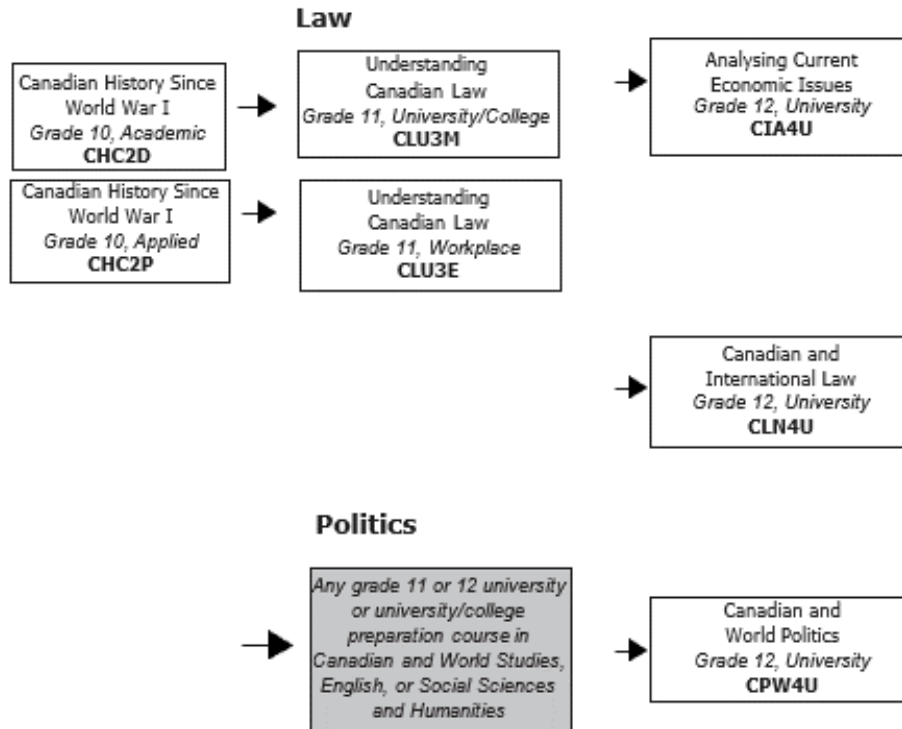 Law
Canadian History Since
World War I
Grade 10, Academic
CHC2D
Understanding
Canadian Law
Grade 11, University/College
CLU3M
Analysing Current
Economic Issues
Grade 12, University
CIA4U
Canadian History Since
World War I
Grade 10, Applied
CHC2P
Understanding
Canadian Law
Grade 11, Workplace
CLU3E
Canadian and
International Law
Grade 12, University
CLN4U
Politics
Any grade 11 or 12 university
or university/college
preparation course in
Canadian and World Studies,
English, or Social Sciences
and Humanities
Canadian and
World Politics
Grade 12, University
CPW4U